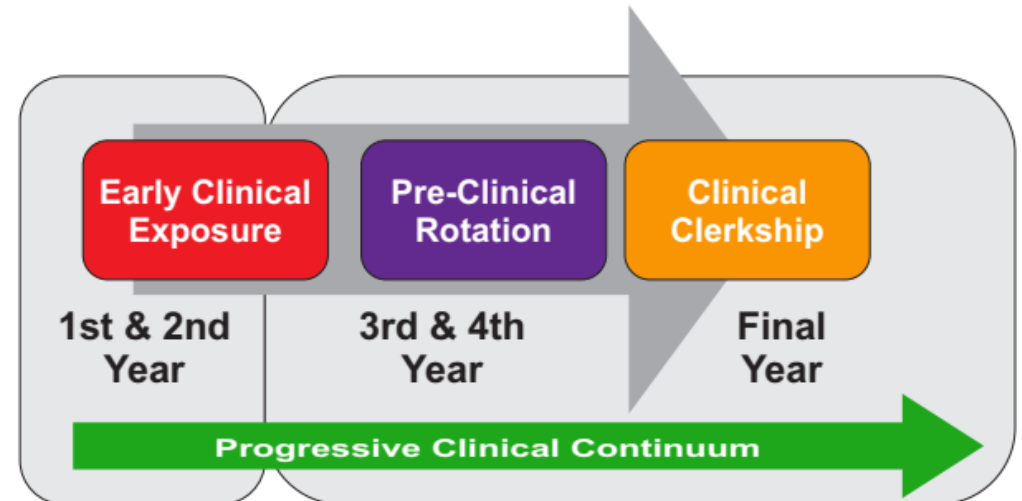 Early Clinical
Exposure
Pre-Clinical
Rotation
Clinical
Clerkship
1st & 2nd
Year
3rd & 4th
Year
Final
Year
Progressive Clinical Continuum